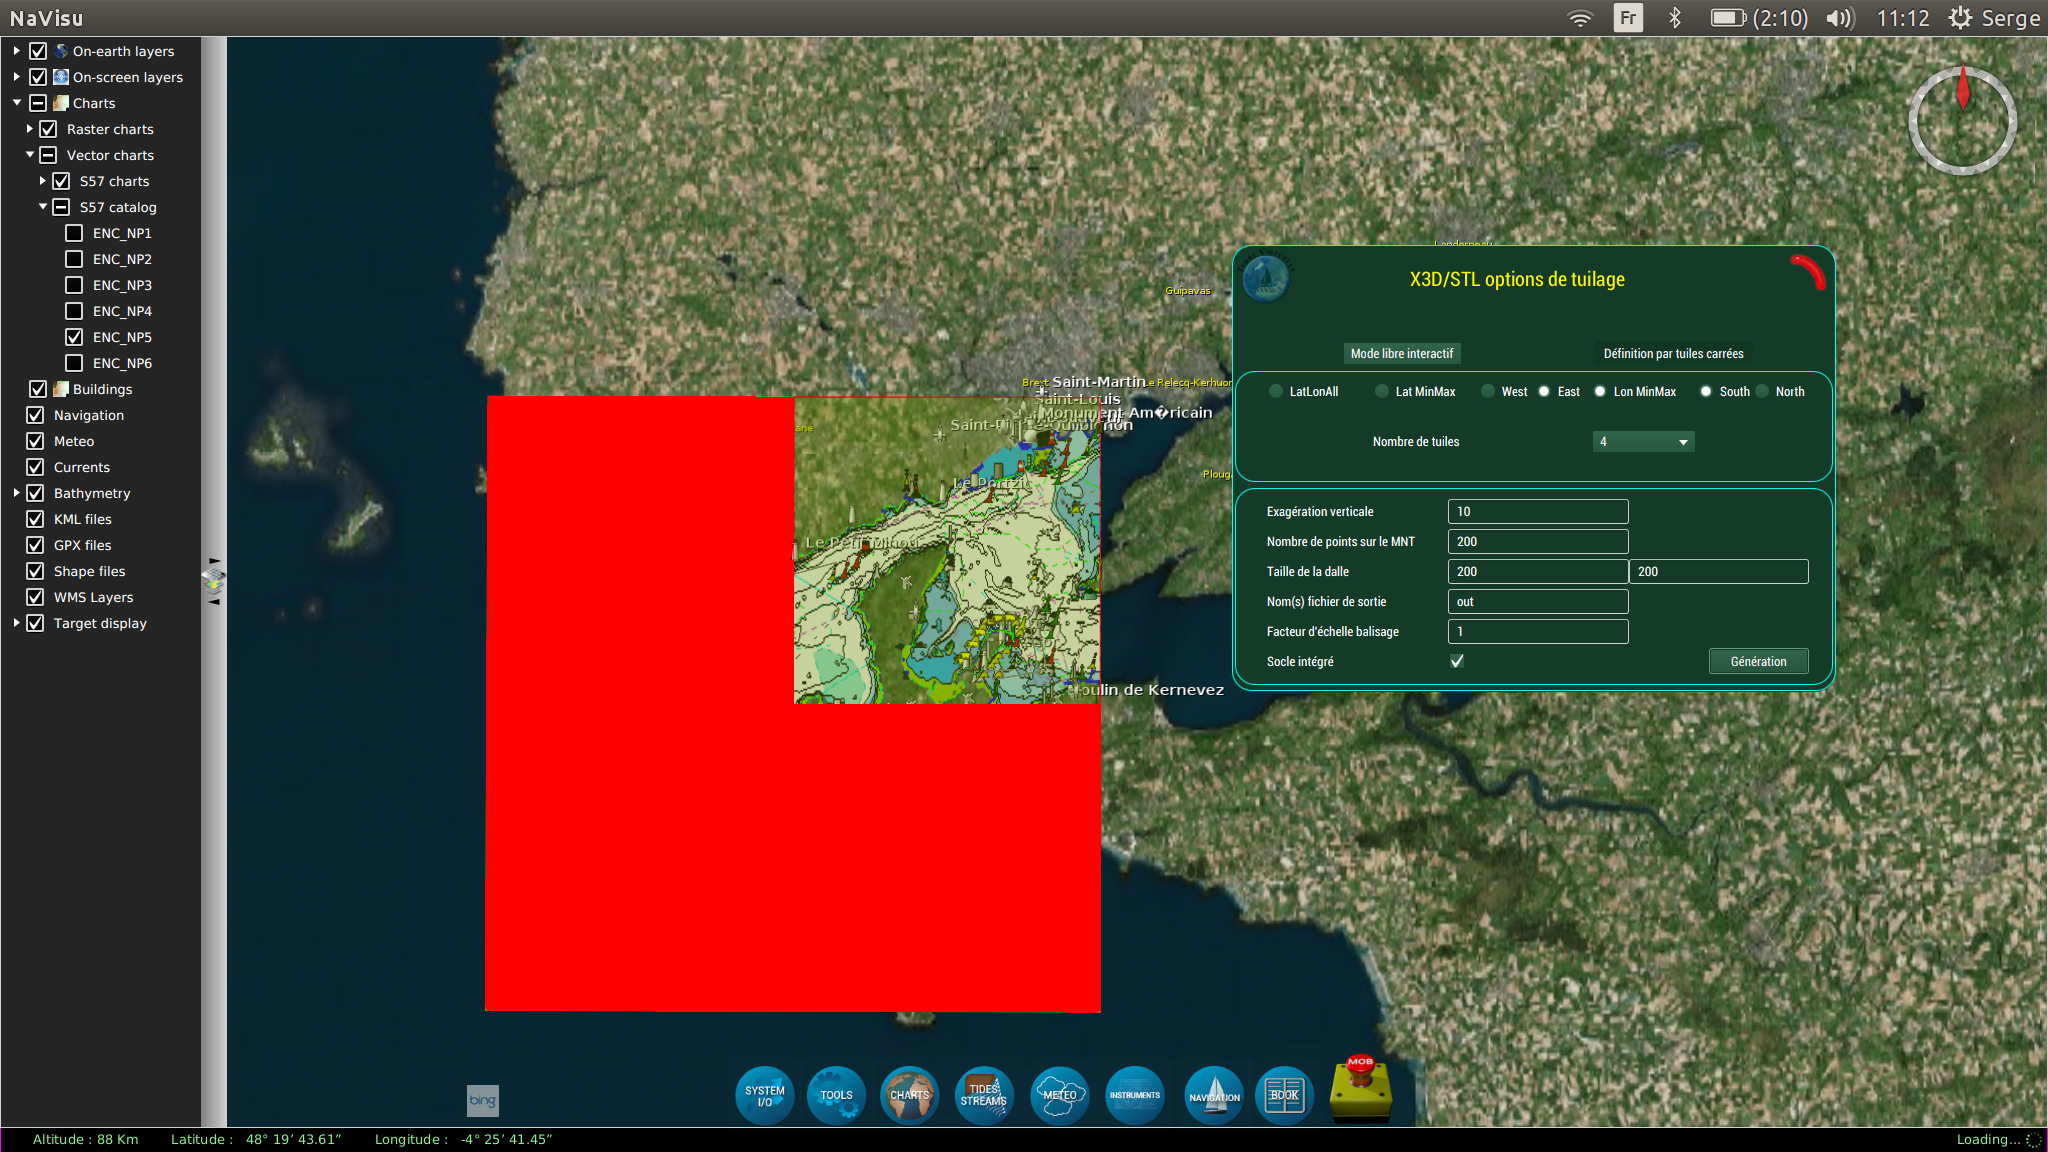 NaVisu
Fr (2:10) 11:12 Serge
On-earth layers
On-screen layers
Charts
Raster charts
Vector charts
S57 charts
S57 catalog
ENC_NP1
ENC_NP2
ENC_NP3
ENC_NP4
ENC_NP5
ENC_NP6
Buildings
Navigation
Meteo
Currents
Bathymetry
KML files
GPX files
Shape files
WMS Layers
Target display
Landerneau
Guipavas
Brest Saint-Martin Le Relecq-Kerhuon
Saint-Louis
Monument Am�ricain
Le Portzic
Le Petit Minou
X3D/STL options de tuilage
Mode libre interactif Définition par tuiles carrées
LatLonAll Lat MinMax West East Lon MinMax South North
Nombre de tuiles 4
Exagération verticale 10
Nombre de points sur le MNT 200
Taille de la dalle 200 200
Nom(s) fichier de sortie out
Facteur d'échelle balisage 1
Socle intégré Génération
oulin de Kernevez
bing
SYSTEM I/O
TOOLS
CHARTS
TIDES STREAMS
METEO
INSTRUMENTS
NAVIGATION
BOOK
MOB
Altitude : 88 Km Latitude : 48° 19’ 43.61” Longitude : -4° 25’ 41.45” Loading...